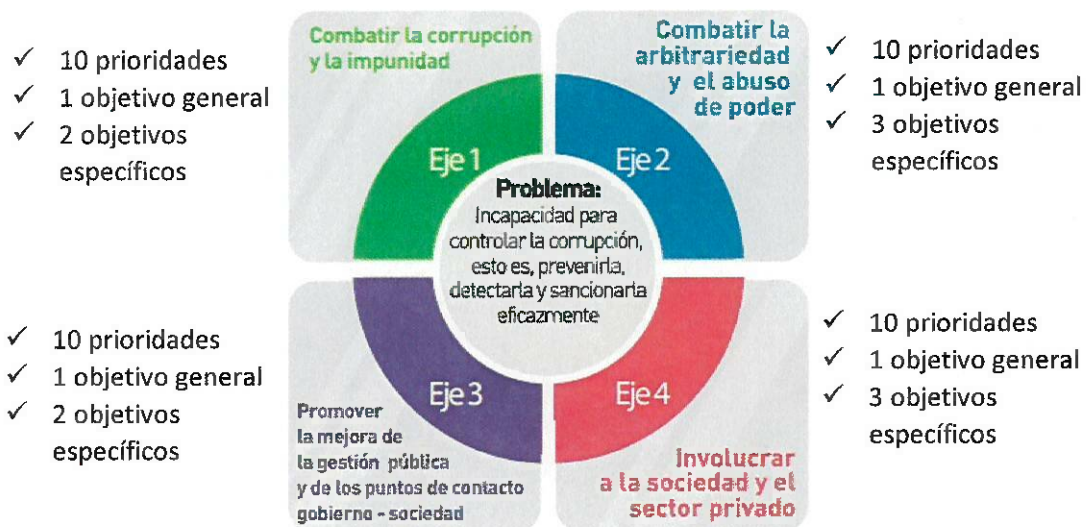 Combatir la corrupción
y la impunidad
✓ 10 prioridades
✓ 1 objetivo general
✓ 2 objetivos
específicos
Eje 1
Combatir la
arbitrariedad
y el abuso
de poder
✓ 10 prioridades
✓ 1 objetivo general
✓ 3 objetivos
específicos
Eje 2
Problema:
Incapacidad para
controlar la corrupción,
esto es, prevenirla,
detectarla y sancionarla
eficazmente
✓ 10 prioridades
✓ 1 objetivo general
✓ 2 objetivos
específicos
Eje 3
Promover
la mejora de
la gestión pública
y de los puntos de contacto
gobierno - sociedad
✓ 10 prioridades
✓ 1 objetivo general
✓ 3 objetivos
específicos
Eje 4
Involucrar
a la sociedad y el
sector privado